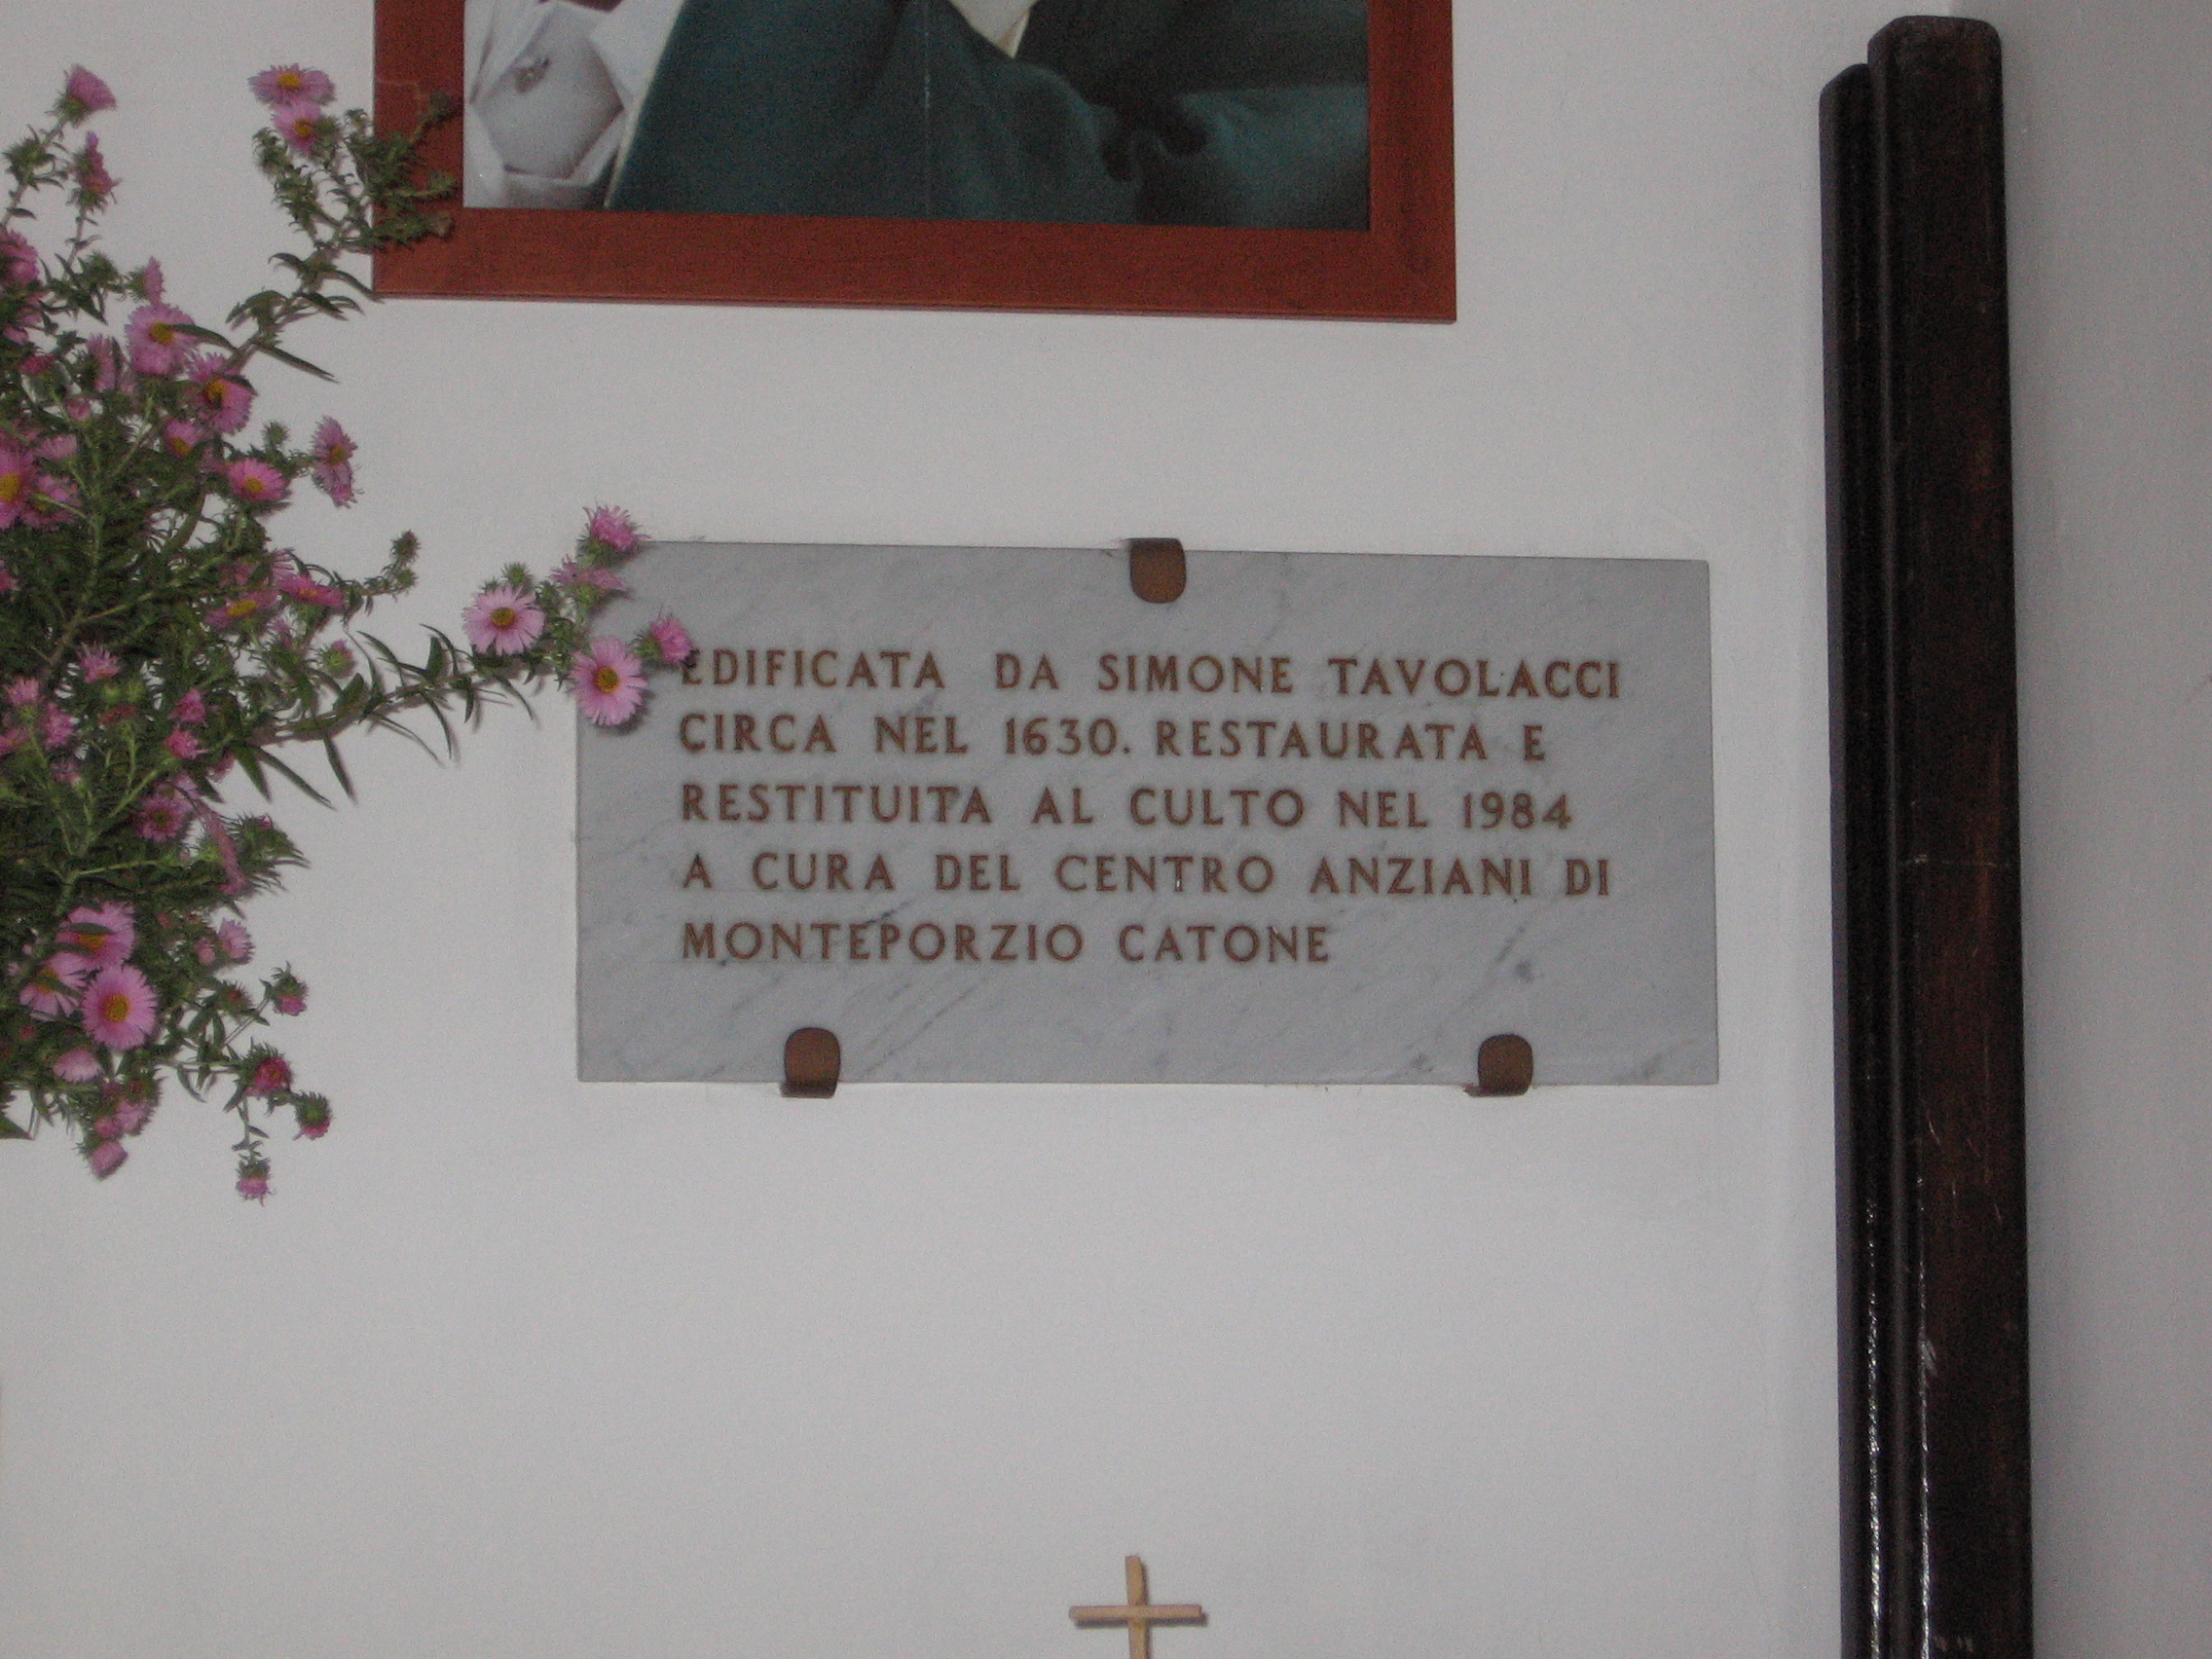 EDIFICATA DA SIMONE TAVOLACCI
CIRCA NEL 1630. RESTAURATA E
RESTITUITA AL CULTO NEL 1984
A CURA DEL CENTRO ANZIANI DI
MONTEPORZIO CATONE